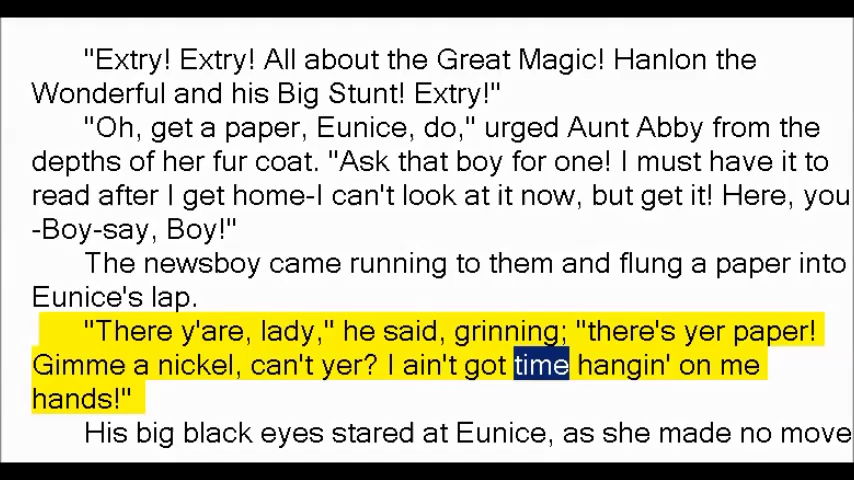 "Extry! Extry! All about the Great Magic! Hanlon the
Wonderful and his Big Stunt! Extry!"
"Oh, get a paper, Eunice, do," urged Aunt Abby from the
depths of her fur coat. "Ask that boy for one! I must have it to
read after I get home-I can't look at it now, but get it! Here, you
-Boy-say, Boy!"
The newsboy came running to them and flung a paper into
Eunice's lap.
"There y'are, lady," he said, grinning; "there's yer paper!
Gimme a nickel, can't yer? I ain't got time hangin' on me
hands!"
His big black eyes stared at Eunice, as she made no move